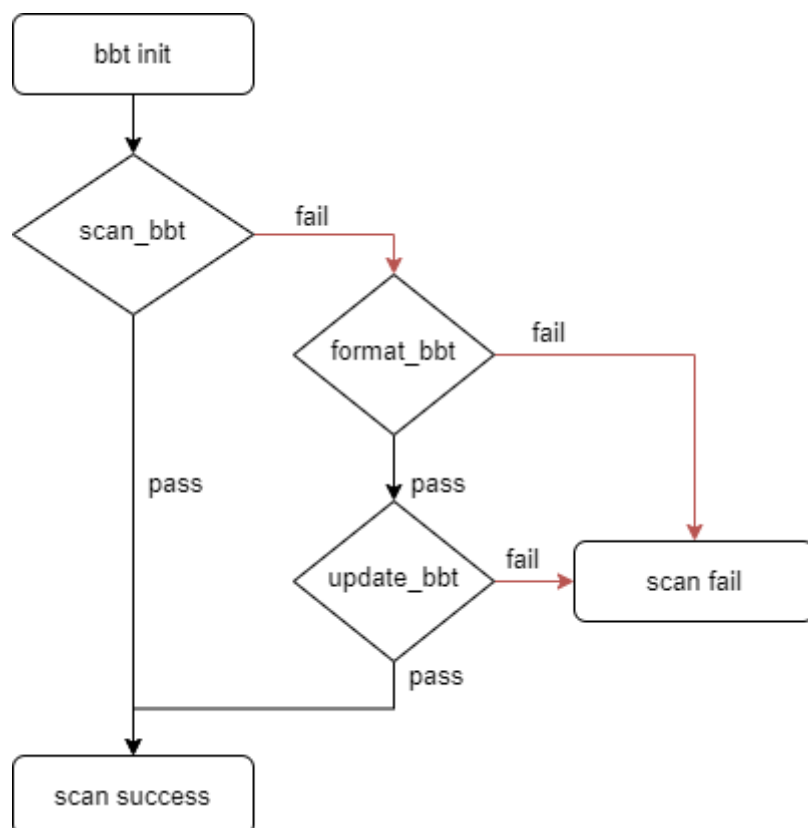 bbt init
scan_bbt
fail
format_bbt
fail
pass
pass
update_bbt
fail
scan fail
pass
scan success